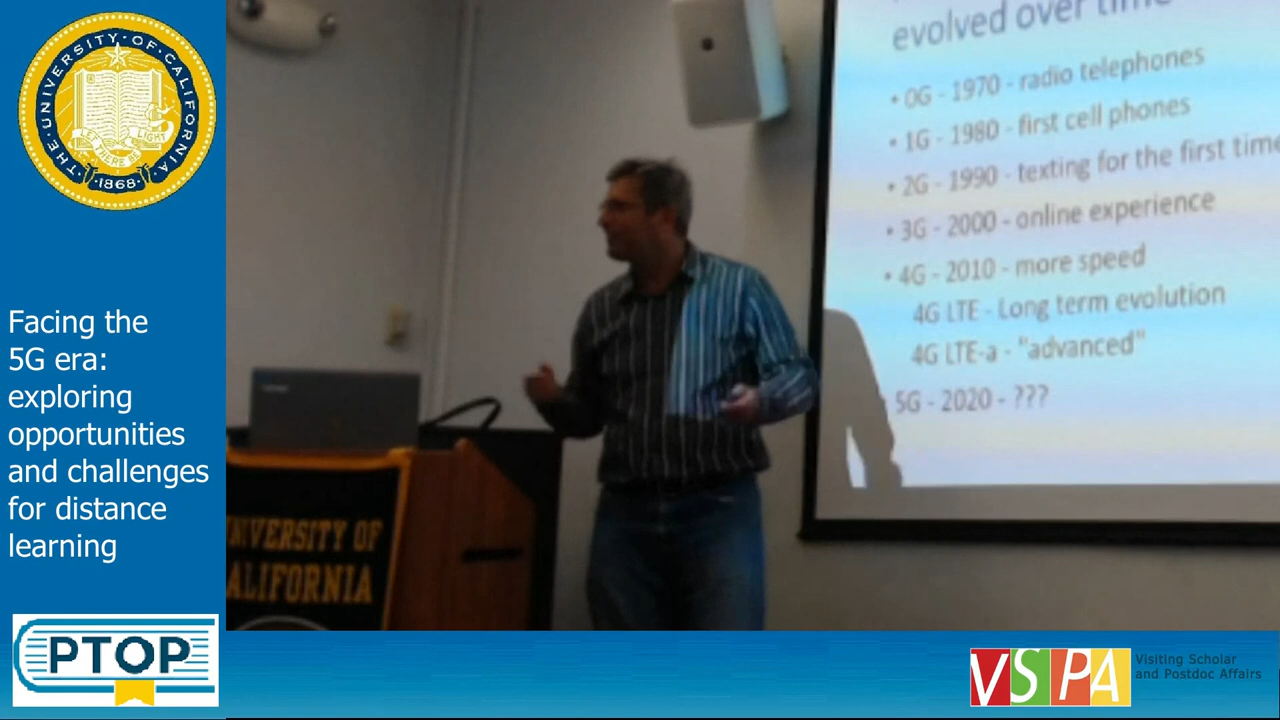 THE·UNIVERSITY·OF·CALIFORNIA
LET THERE BE LIGHT
·1868·
Facing the
5G era:
exploring
opportunities
and challenges
for distance
learning
PTOP
evolved over time
• 0G - 1970 - radio telephones
• 1G - 1980 - first cell phones
• 2G - 1990 - texting for the first time
• 3G - 2000 - online experience
• 4G - 2010 - more speed
4G LTE - Long term evolution
4G LTE-a - "advanced"
5G - 2020 - ???
NIVERSITY OF
ALIFORNIA
VSPA
Visiting Scholar
and Postdoc Affairs